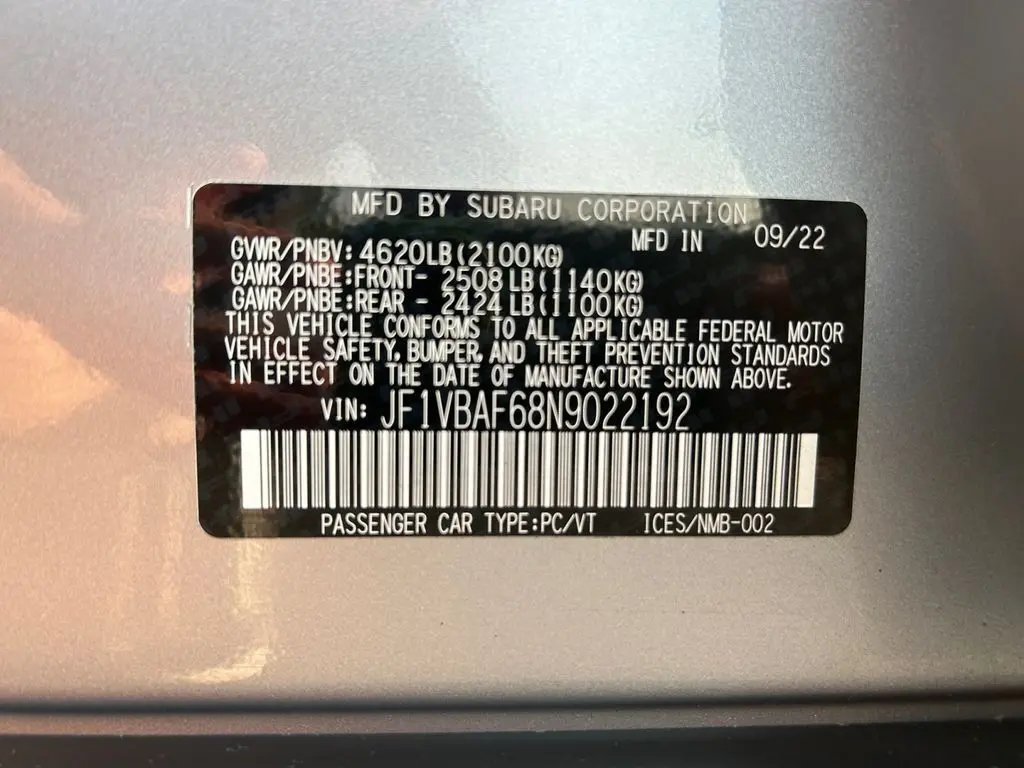 MFD BY SUBARU CORPORATION
MFD IN 09/22
GVWR/PNBV: 4620LB(2100KG)
GAWR/PNBE:FRONT- 2508LB(1140KG)
GAWR/PNBE:REAR - 2424LB(1100KG)
THIS VEHICLE CONFORMS TO ALL APPLICABLE FEDERAL MOTOR
VEHICLE SAFETY, BUMPER, AND THEFT PREVENTION STANDARDS
IN EFFECT ON THE DATE OF MANUFACTURE SHOWN ABOVE.
VIN: JF1VBAF68N9022192
PASSENGER CAR TYPE:PC/VT ICES/NMB-002